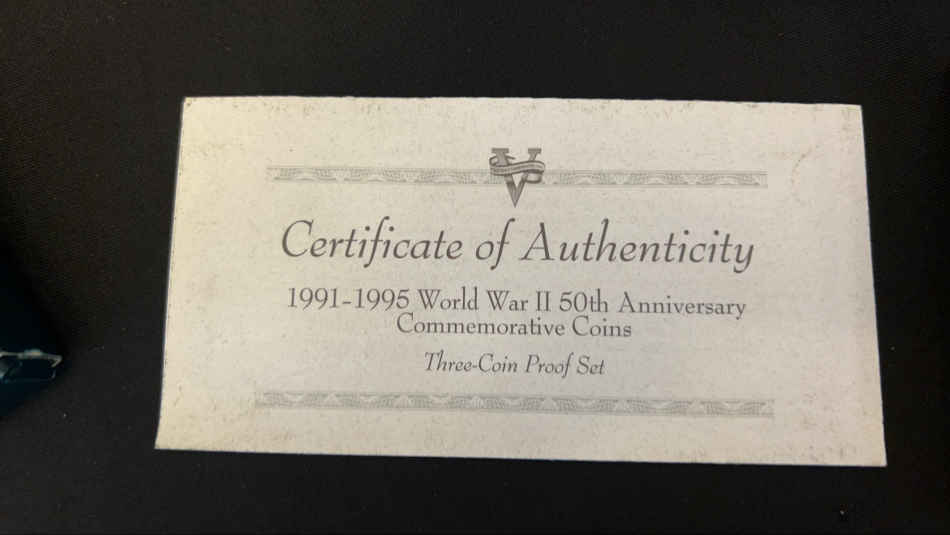 V
Certificate of Authenticity
1991-1995 World War II 50th Anniversary
Commemorative Coins
Three-Coin Proof Set